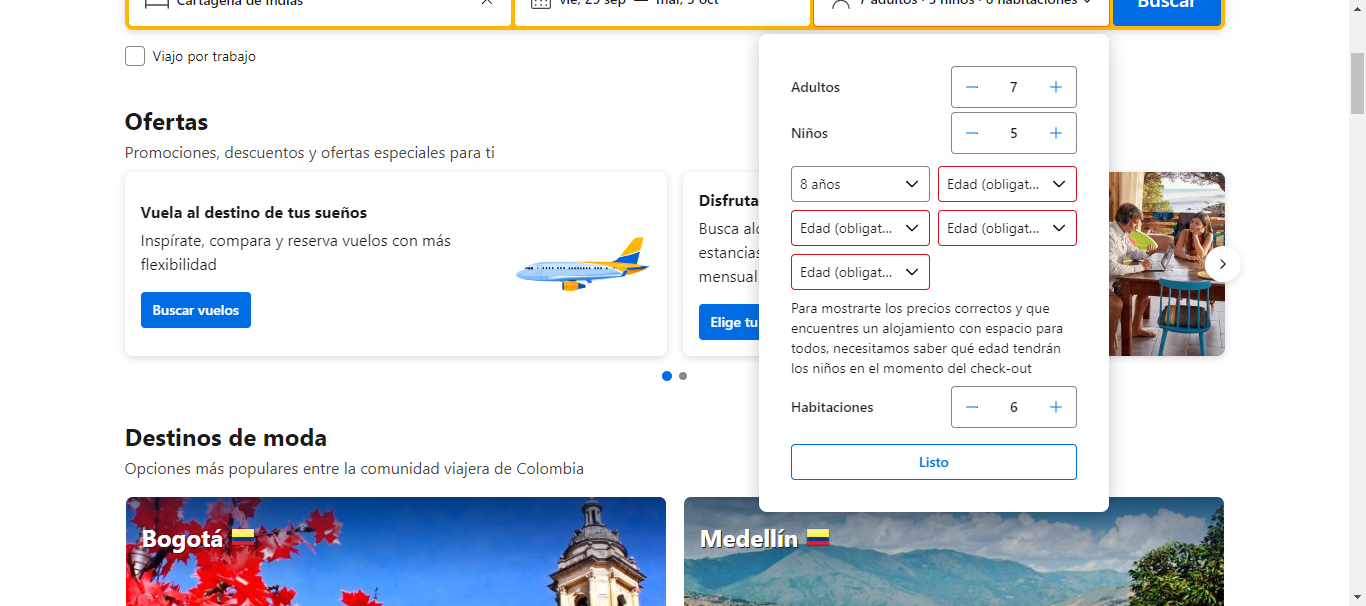 Cartagena de Indias
vie, 29 sep — mar, 3 oct
7 adultos · 5 niños · 6 habitaciones
Buscar
Viajo por trabajo
Adultos
7
Niños
5
8 años
Edad (obligat...
Edad (obligat...
Edad (obligat...
Edad (obligat...
Para mostrarte los precios correctos y que
encuentres un alojamiento con espacio para
todos, necesitamos saber qué edad tendrán
los niños en el momento del check-out
Habitaciones
6
Listo
Ofertas
Promociones, descuentos y ofertas especiales para ti
Vuela al destino de tus sueños
Inspírate, compara y reserva vuelos con más
flexibilidad
Buscar vuelos
Disfruta
Busca alo
estancias
mensual
Elige tu
Destinos de moda
Opciones más populares entre la comunidad viajera de Colombia
Bogotá
Medellín